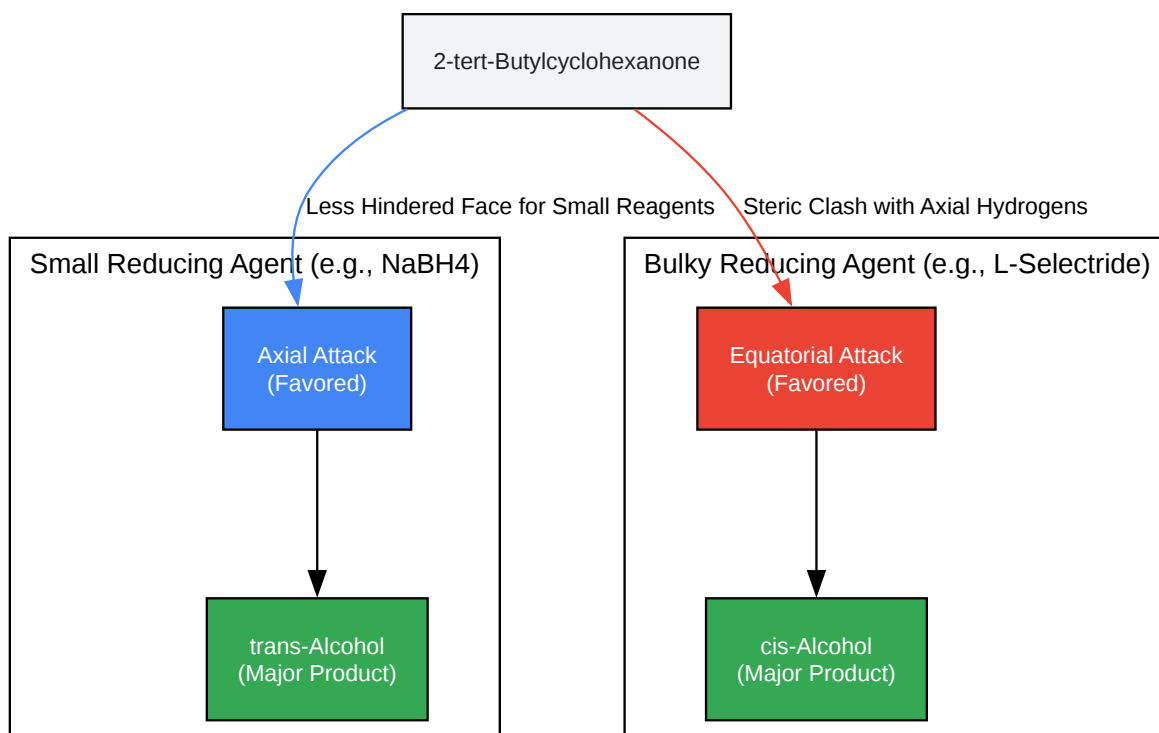 2-tert-Butylcyclohexanone
Less Hindered Face for Small Reagents
Steric Clash with Axial Hydrogens
Small Reducing Agent (e.g., NaBH4)
Bulky Reducing Agent (e.g., L-Selectride)
Axial Attack
(Favored)
Equatorial Attack
(Favored)
trans-Alcohol
(Major Product)
cis-Alcohol
(Major Product)